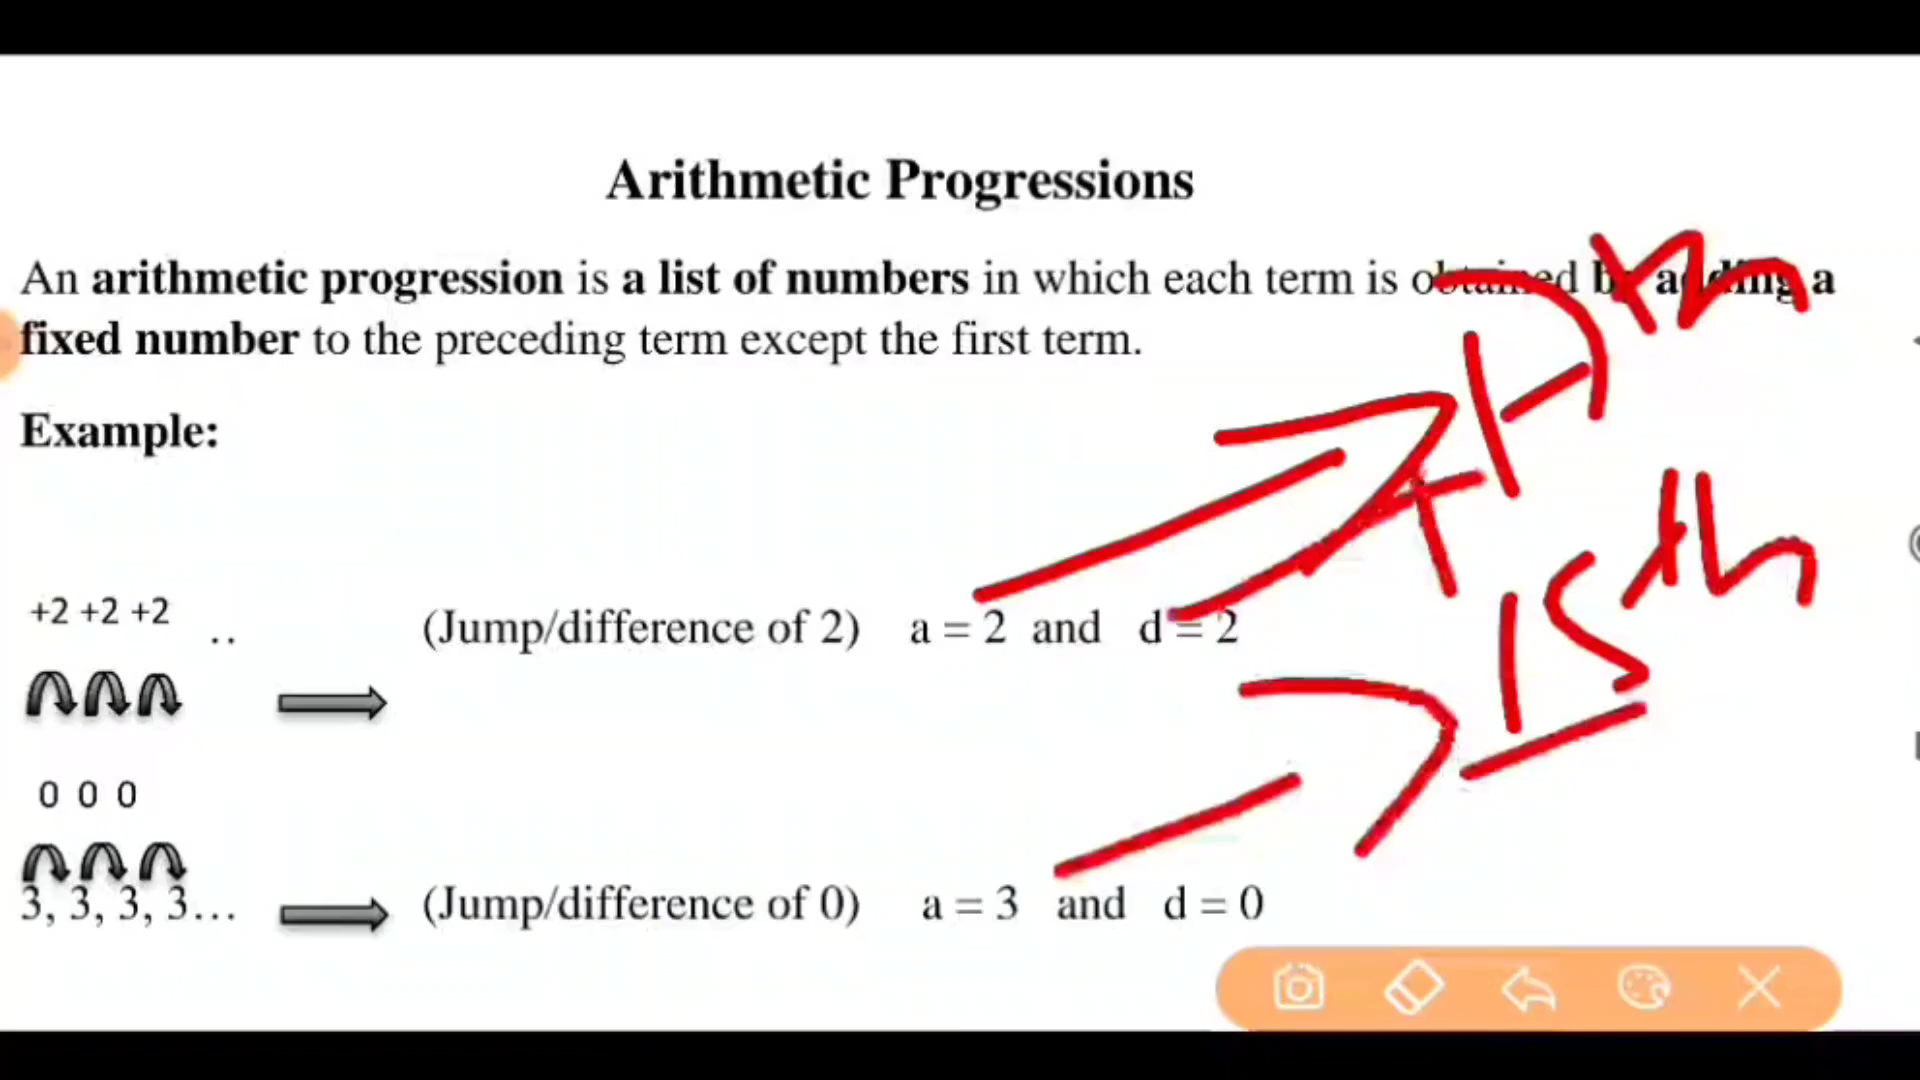 Arithmetic Progressions
An arithmetic progression is a list of numbers in which each term is obtained by adding a
fixed number to the preceding term except the first term.
Example:
+2 +2 +2
..
(Jump/difference of 2) a = 2 and d = 2
0 0 0
3, 3, 3, 3...
(Jump/difference of 0) a = 3 and d = 0
15th